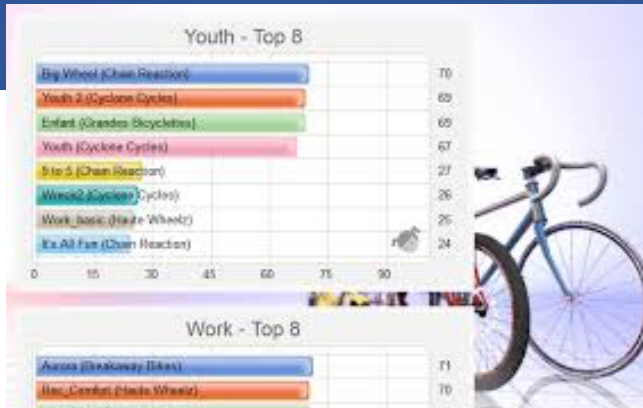 Youth - Top 8
Big Wheel (Chain Reaction) 70
Youth 2 (Cyclone Cycles) 69
Enfant (Grandes Bicyclettes) 69
Youth (Cyclone Cycles) 67
9 to 5 (Chain Reaction) 27
Wreck2 (Cyclone Cycles) 26
Work_basic (Haute Wheelz) 25
It's All Fun (Chain Reaction) 24
0 15 30 45 60 75 90
Work - Top 8
Aurora (Breakaway Bikes) 71
Rec_Comfort (Haute Wheelz) 70